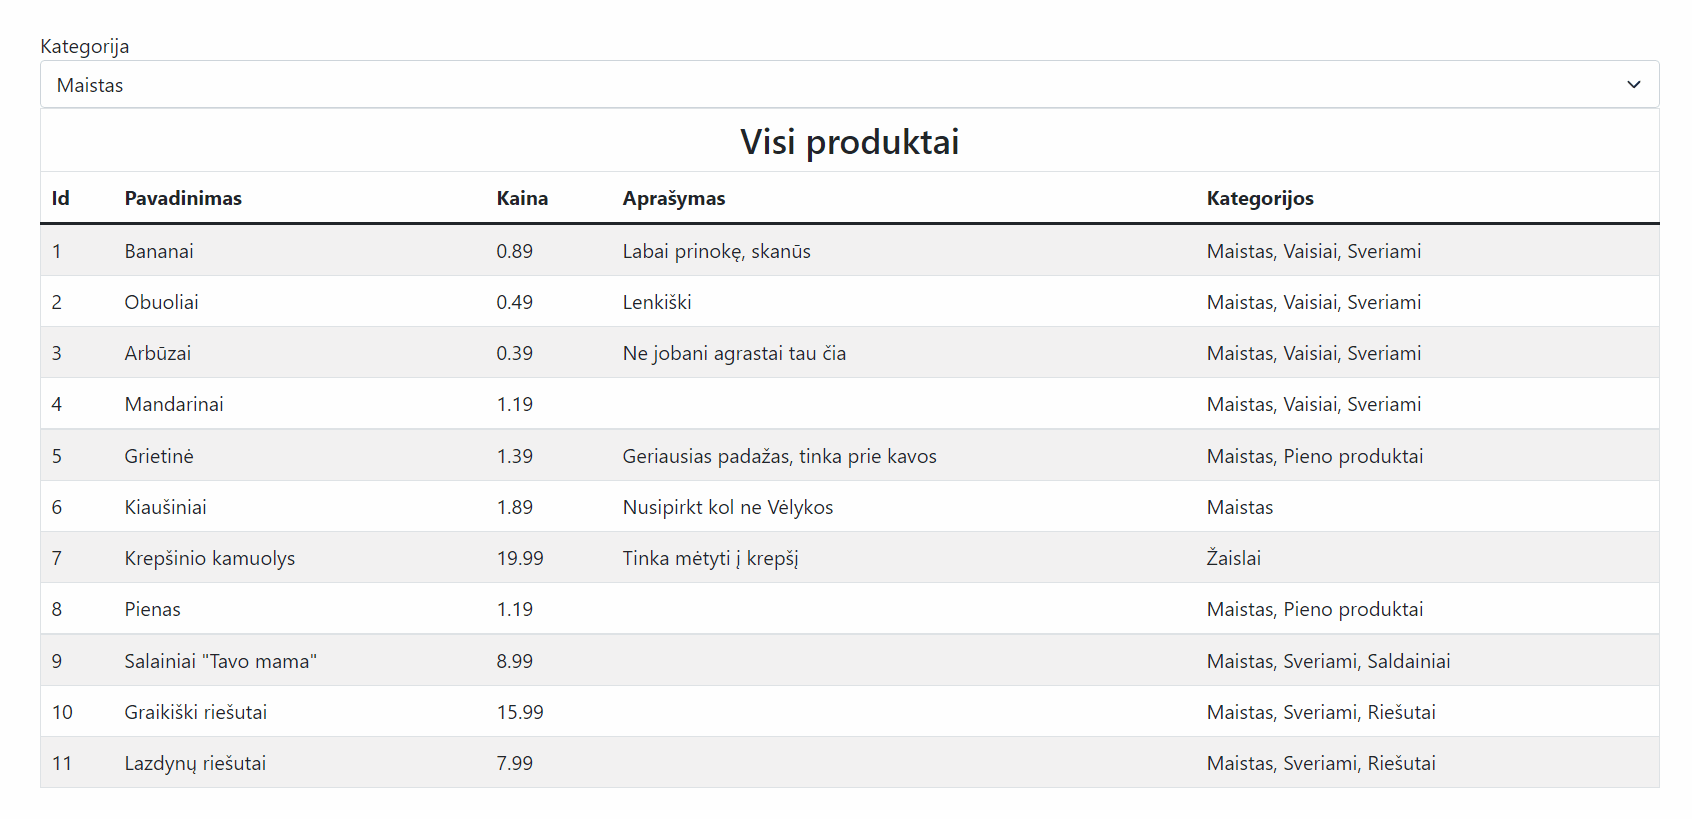 Kategorija
Maistas
Visi produktai
Id Pavadinimas Kaina Aprašymas Kategorijos
1 Bananai 0.89 Labai prinokę, skanūs Maistas, Vaisiai, Sveriami
2 Obuoliai 0.49 Lenkiški Maistas, Vaisiai, Sveriami
3 Arbūzai 0.39 Ne jobani agrastai tau čia Maistas, Vaisiai, Sveriami
4 Mandarinai 1.19 Maistas, Vaisiai, Sveriami
5 Grietinė 1.39 Geriausias padažas, tinka prie kavos Maistas, Pieno produktai
6 Kiaušiniai 1.89 Nusipirkt kol ne Vėlykos Maistas
7 Krepšinio kamuolys 19.99 Tinka mėtyti į krepšį Žaislai
8 Pienas 1.19 Maistas, Pieno produktai
9 Salainiai "Tavo mama" 8.99 Maistas, Sveriami, Saldainiai
10 Graikiški riešutai 15.99 Maistas, Sveriami, Riešutai
11 Lazdynų riešutai 7.99 Maistas, Sveriami, Riešutai